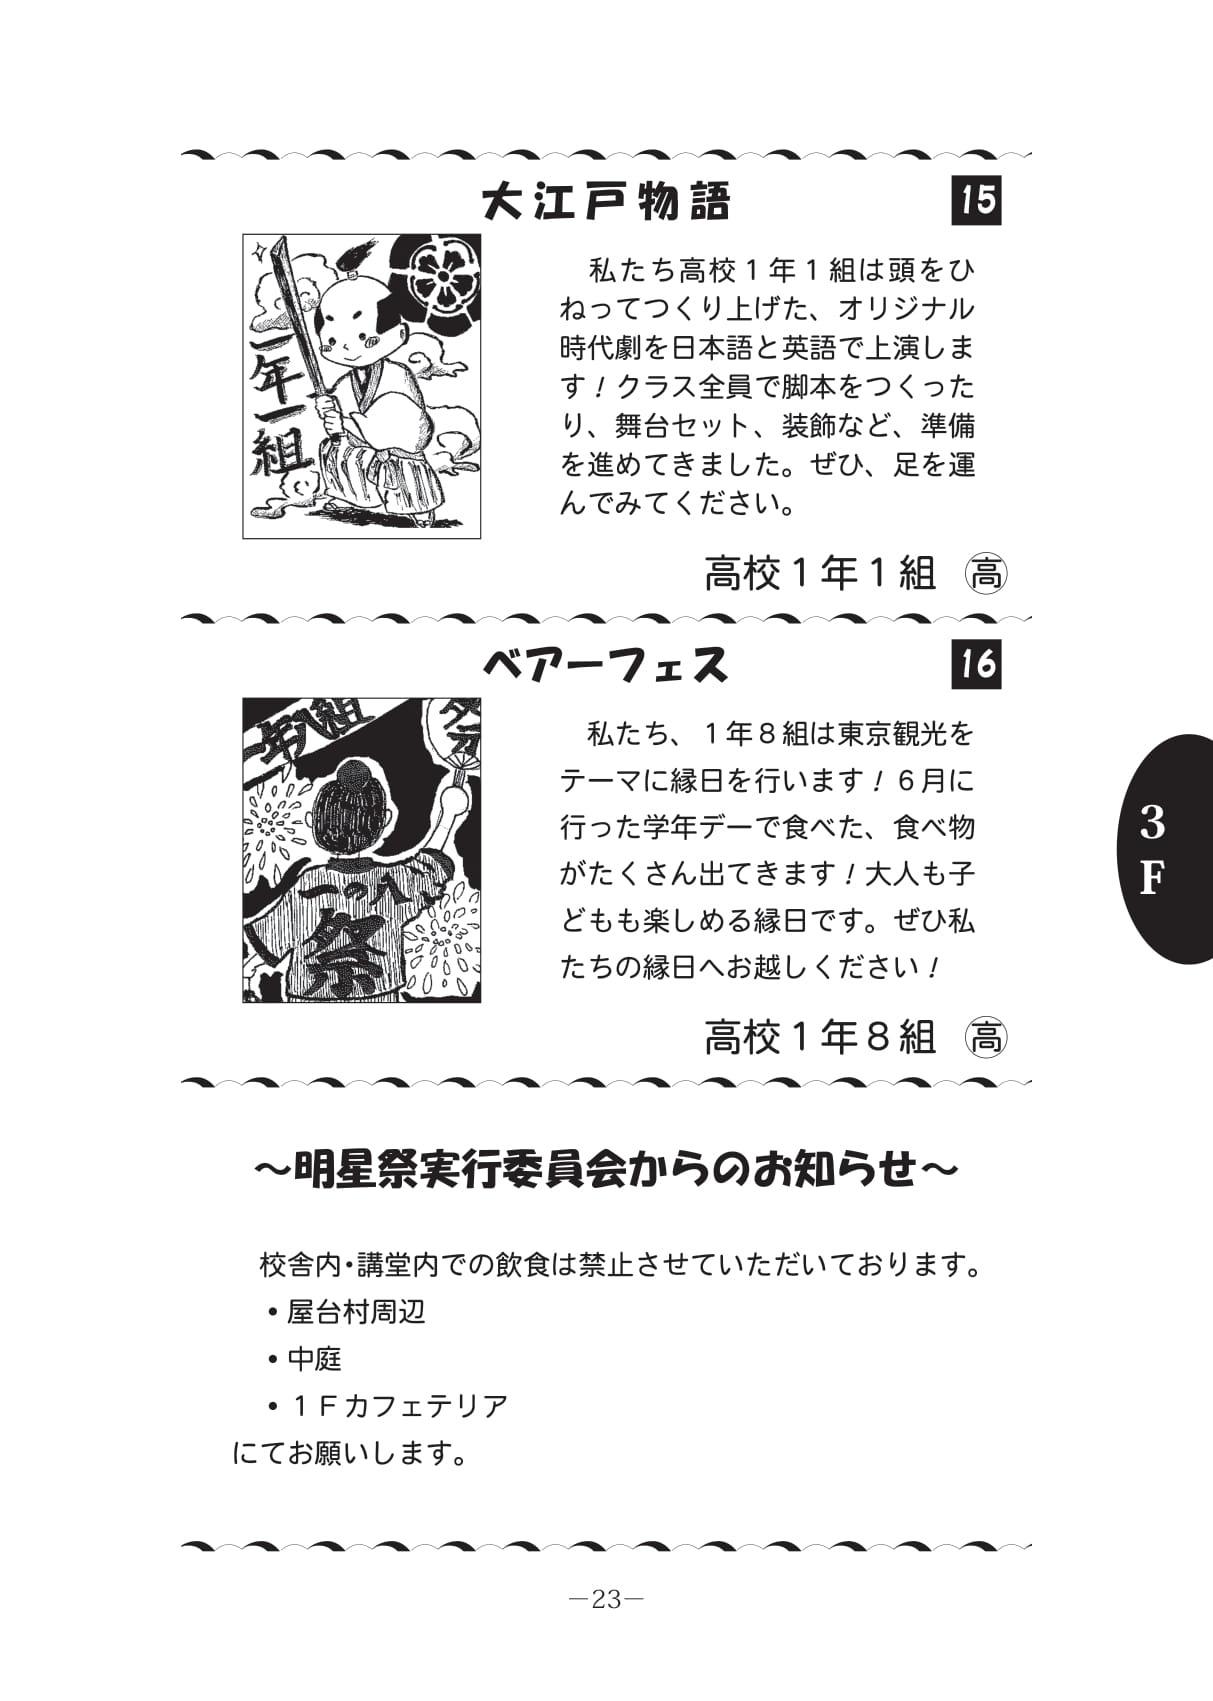 大江戸物語
15
一年一組
私たち高校１年１組は頭をひ
ねってつくり上げた、オリジナル
時代劇を日本語と英語で上演しま
す！クラス全員で脚本をつくった
り、舞台セット、装飾など、準備
を進めてきました。ぜひ、足を運
んでみてください。
高校１年１組 ㊤高
ベアーフェス
16
一年八組
祭
一の八
祭
私たち、１年８組は東京観光を
テーマに縁日を行います！６月に
行った学年デーで食べた、食べ物
がたくさん出てきます！大人も子
どもも楽しめる縁日です。ぜひ私
たちの縁日へお越しください！
高校１年８組 高
3
F
～明星祭実行委員会からのお知らせ～
校舎内・講堂内での飲食は禁止させていただいております。
・屋台村周辺
・中庭
・１Ｆカフェテリア
にてお願いします。
―23―